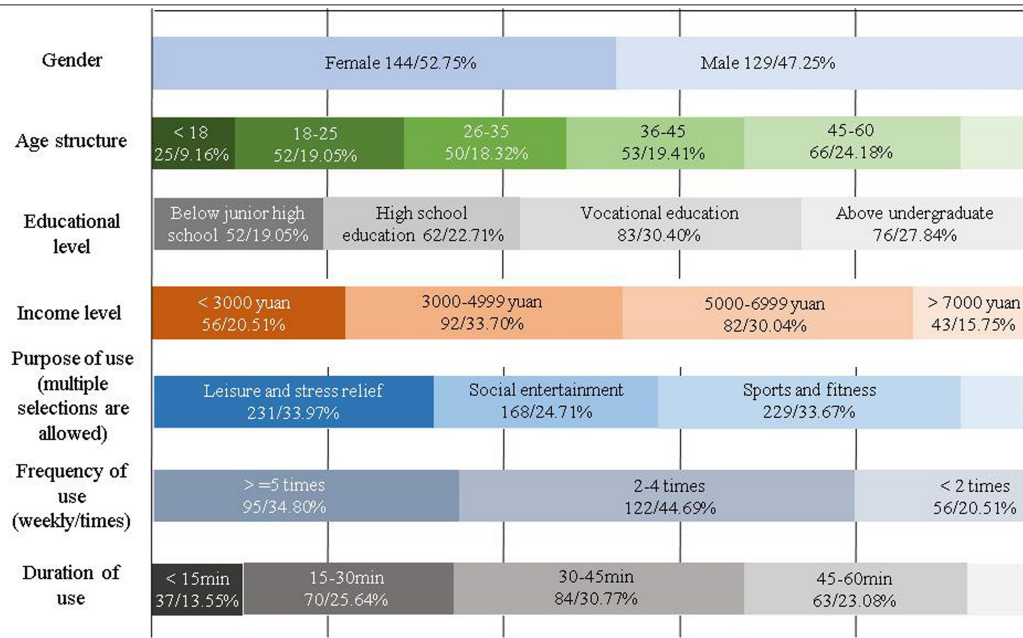 Gender
Female 144/52.75%
Male 129/47.25%
Age structure
< 18
25/9.16%
18-25
52/19.05%
26-35
50/18.32%
36-45
53/19.41%
45-60
66/24.18%
Educational
level
Below junior high
school 52/19.05%
High school
education 62/22.71%
Vocational education
83/30.40%
Above undergraduate
76/27.84%
Income level
< 3000 yuan
56/20.51%
3000-4999 yuan
92/33.70%
5000-6999 yuan
82/30.04%
> 7000 yuan
43/15.75%
Purpose of use
(multiple
selections are
allowed)
Leisure and stress relief
231/33.97%
Social entertainment
168/24.71%
Sports and fitness
229/33.67%
Frequency of
use
(weekly/times)
> =5 times
95/34.80%
2-4 times
122/44.69%
< 2 times
56/20.51%
Duration of
use
< 15min
37/13.55%
15-30min
70/25.64%
30-45min
84/30.77%
45-60min
63/23.08%